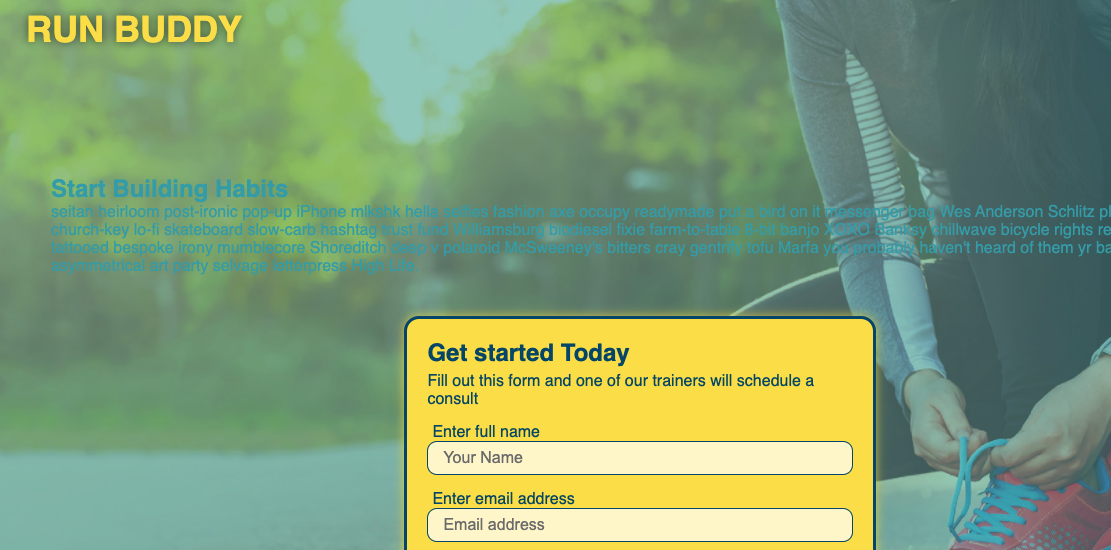 RUN BUDDY
Start Building Habits
seitan heirloom post-ironic pop-up iPhone mlkshk hella selfies fashion axe occupy readymade put a bird on it messenger bag Wes Anderson Schlitz
church-key lo-fi skateboard slow-carb hashtag trust fund Williamsburg biodiesel fixie farm-to-table 8-bit banjo XOXO Banksy chillwave bicycle rights
tattooed bespoke irony mumblecore Shoreditch deep v polaroid McSweeney's bitters cray gentrify tofu Marfa you probably haven't heard of them yr
asymmetrical art party selvage letterpress High Life.
Get started Today
Fill out this form and one of our trainers will schedule a
consult
Enter full name
Your Name
Enter email address
Email address